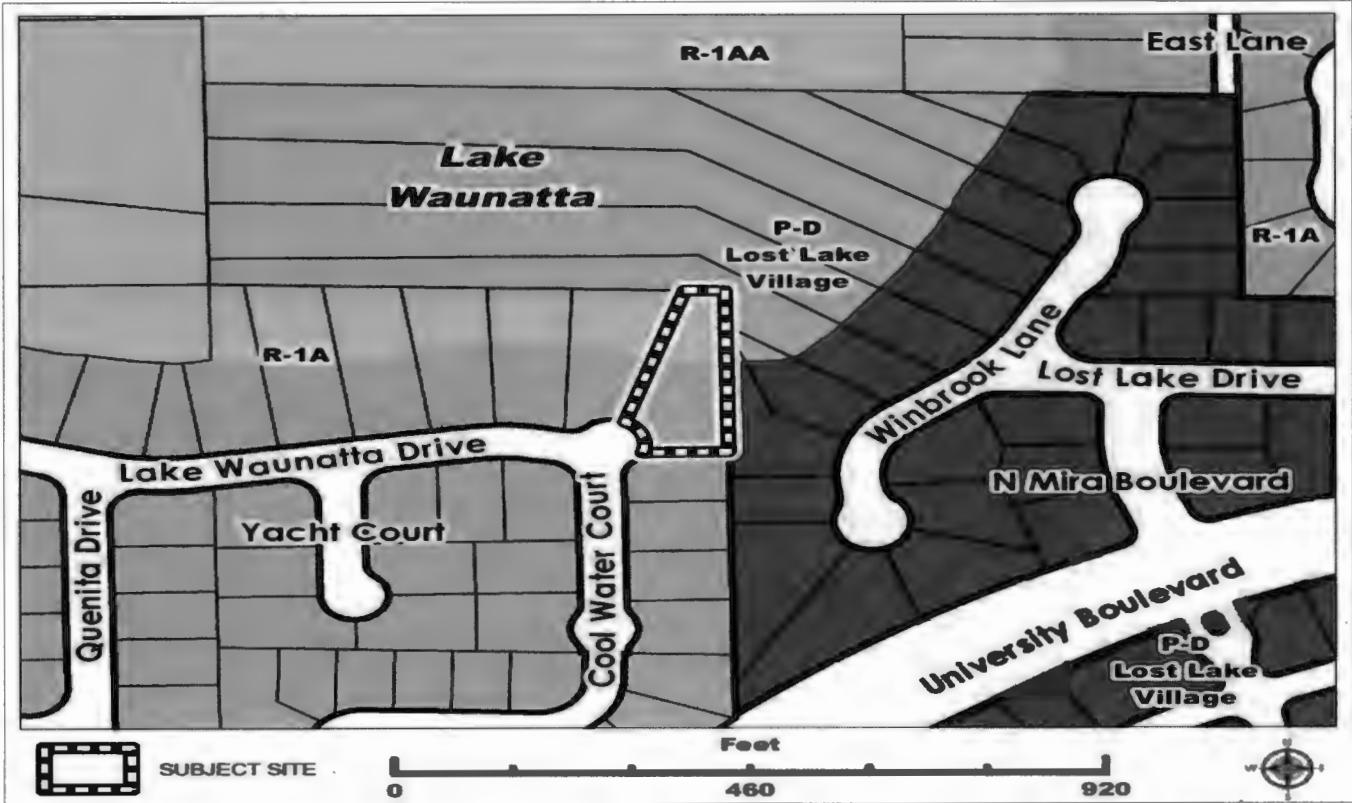 R-1AA
East Lane
Lake
Waunatta
P-D
Lost Lake
Village
R-1A
R-1A
Winbrook Lane
Lost Lake Drive
Lake Waunatta Drive
N Mira Boulevard
Yacht Court
Quenita Drive
Cool Water Court
University Boulevard
P-D
Lost Lake
Village
Feet
SUBJECT SITE
0
460
920
N
W
E
S